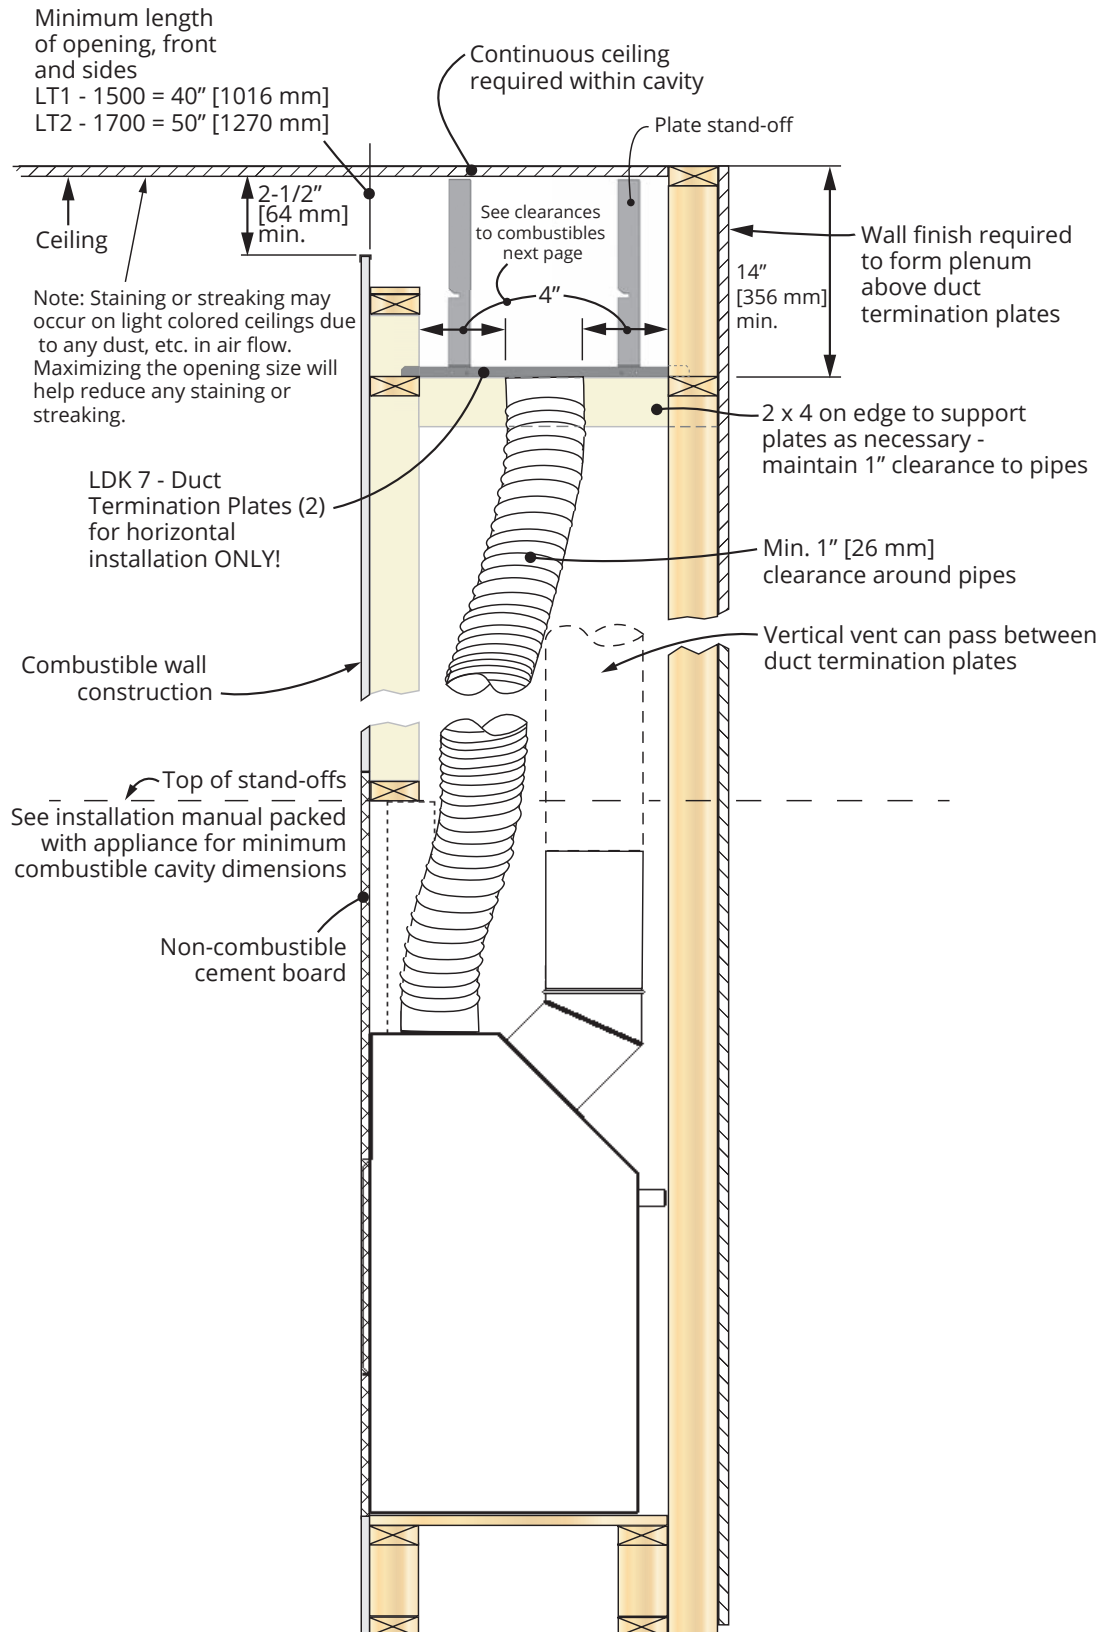 Minimum length
of opening, front
and sides
LT1 - 1500 = 40” [1016 mm]
LT2 - 1700 = 50” [1270 mm]
Continuous ceiling
required within cavity
Plate stand-off
2-1/2”
[64 mm]
min.
Ceiling
See clearances
to combustibles
next page
4”
14”
[356 mm]
min.
Wall finish required
to form plenum
above duct
termination plates
Note: Staining or streaking may
occur on light colored ceilings due
to any dust, etc. in air flow.
Maximizing the opening size will
help reduce any staining or
streaking.
2 x 4 on edge to support
plates as necessary -
maintain 1” clearance to pipes
LDK 7 - Duct
Termination Plates (2)
for horizontal
installation ONLY!
Min. 1” [26 mm]
clearance around pipes
Vertical vent can pass between
duct termination plates
Combustible wall
construction
Top of stand-offs
See installation manual packed
with appliance for minimum
combustible cavity dimensions
Non-combustible
cement board